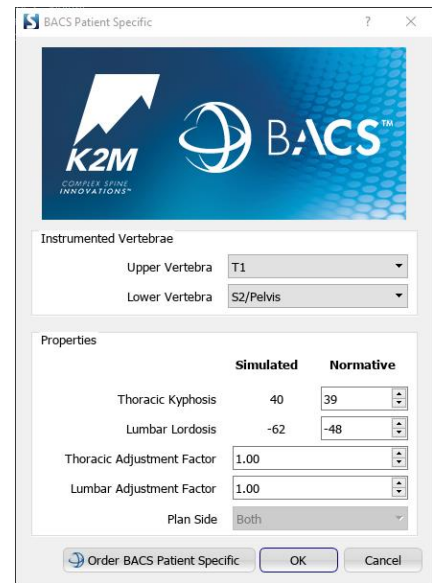 BACS Patient Specific ? ×
K2M
COMPLEX SPINE
INNOVATIONS™
BACS™
Instrumented Vertebrae
Upper Vertebra T1
Lower Vertebra S2/Pelvis
Properties
Simulated Normative
Thoracic Kyphosis 40 39
Lumbar Lordosis -62 -48
Thoracic Adjustment Factor 1.00
Lumbar Adjustment Factor 1.00
Plan Side Both
Order BACS Patient Specific OK Cancel